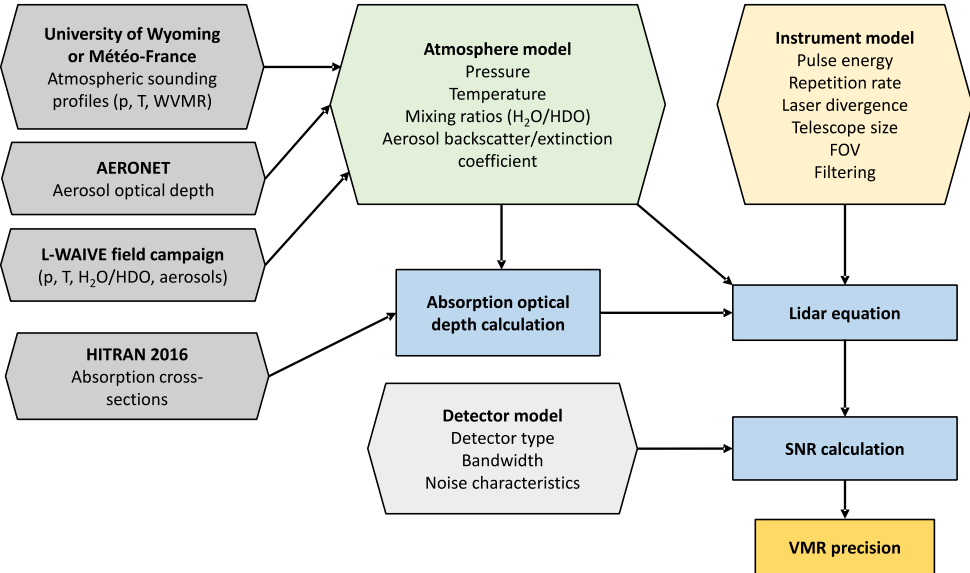 University of Wyoming
or Météo-France
Atmospheric sounding
profiles (p, T, WVMR)
AERONET
Aerosol optical depth
L-WAIVE field campaign
(p, T, H₂O/HDO, aerosols)
HITRAN 2016
Absorption cross-
sections
Atmosphere model
Pressure
Temperature
Mixing ratios (H₂O/HDO)
Aerosol backscatter/extinction
coefficient
Instrument model
Pulse energy
Repetition rate
Laser divergence
Telescope size
FOV
Filtering
Absorption optical
depth calculation
Lidar equation
Detector model
Detector type
Bandwidth
Noise characteristics
SNR calculation
VMR precision